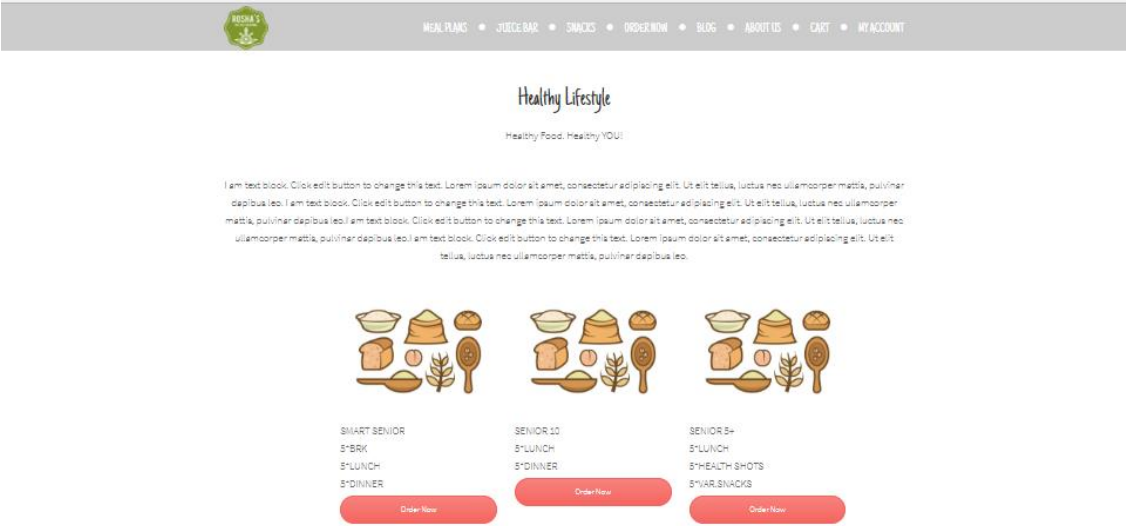 ROSHA'S
MEAL PLANS • JUICE BAR • SNACKS • ORDER NOW • BLOG • ABOUT US • CART • MY ACCOUNT
Healthy Lifestyle
Healthy Food. Healthy YOU!
I am text block. Click edit button to change this text. Lorem ipsum dolor sit amet, consectetur adipiscing elit. Ut elit tellus, luctus nec ullamcorper mattis, pulvinar
dapibus leo. I am text block. Click edit button to change this text. Lorem ipsum dolor sit amet, consectetur adipiscing elit. Ut elit tellus, luctus nec ullamcorper
mattis, pulvinar dapibus leo.I am text block. Click edit button to change this text. Lorem ipsum dolor sit amet, consectetur adipiscing elit. Ut elit tellus, luctus nec
ullamcorper mattis, pulvinar dapibus leo.I am text block. Click edit button to change this text. Lorem ipsum dolor sit amet, consectetur adipiscing elit. Ut elit
tellus, luctus nec ullamcorper mattis, pulvinar dapibus leo.
SMART SENIOR
5*BRK
5*LUNCH
5*DINNER
Order Now
SENIOR 10
5*LUNCH
5*DINNER
Order Now
SENIOR 5+
5*LUNCH
5*HEALTH SHOTS
5*VAR.SNACKS
Order Now